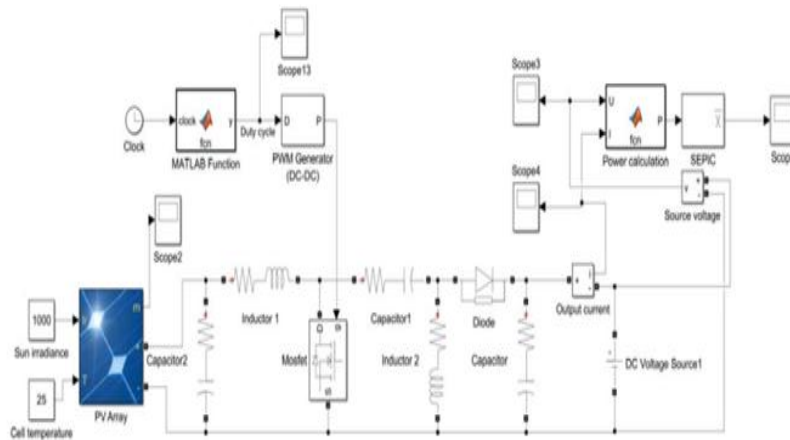 Scope13
Scope3
clock
y
fcn
D
P
Duty cycle
Clock
MATLAB Function
PWM Generator
(DC-DC)
U
I
P
fcn
Power calculation
SEPIC
Scope
Scope4
v
Source voltage
Scope2
m
1000
Sun irradiance
Inductor 1
Capacitor1
Diode
Output current
Capacitor2
Mosfet
Inductor 2
Capacitor
DC Voltage Source1
25
Cell temperature
PV Array